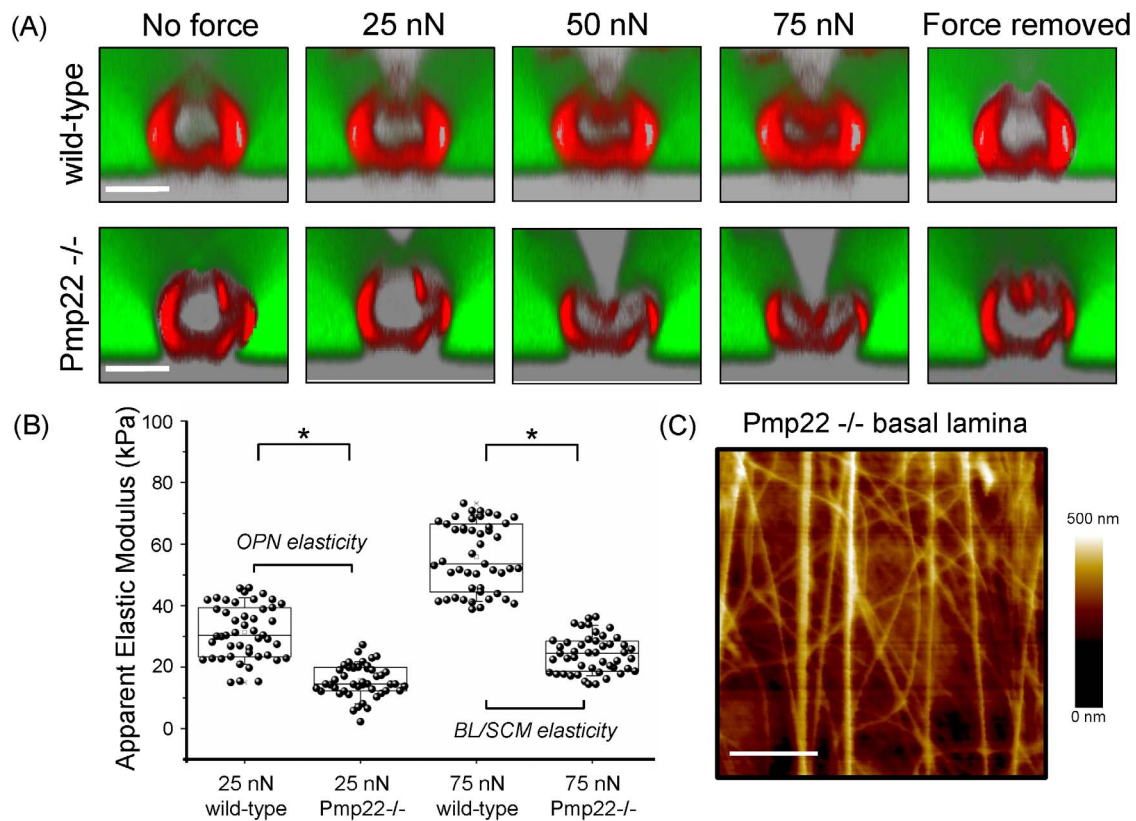 (A)
No force
25 nN
50 nN
75 nN
Force removed
wild-type
Pmp22 -/-
(B)
Apparent Elastic Modulus (kPa)
100
80
60
40
20
0
*
*
OPN elasticity
BL/SCM elasticity
25 nN
wild-type
25 nN
Pmp22-/-
75 nN
wild-type
75 nN
Pmp22-/-
(C)
Pmp22 -/- basal lamina
500 nm
0 nm